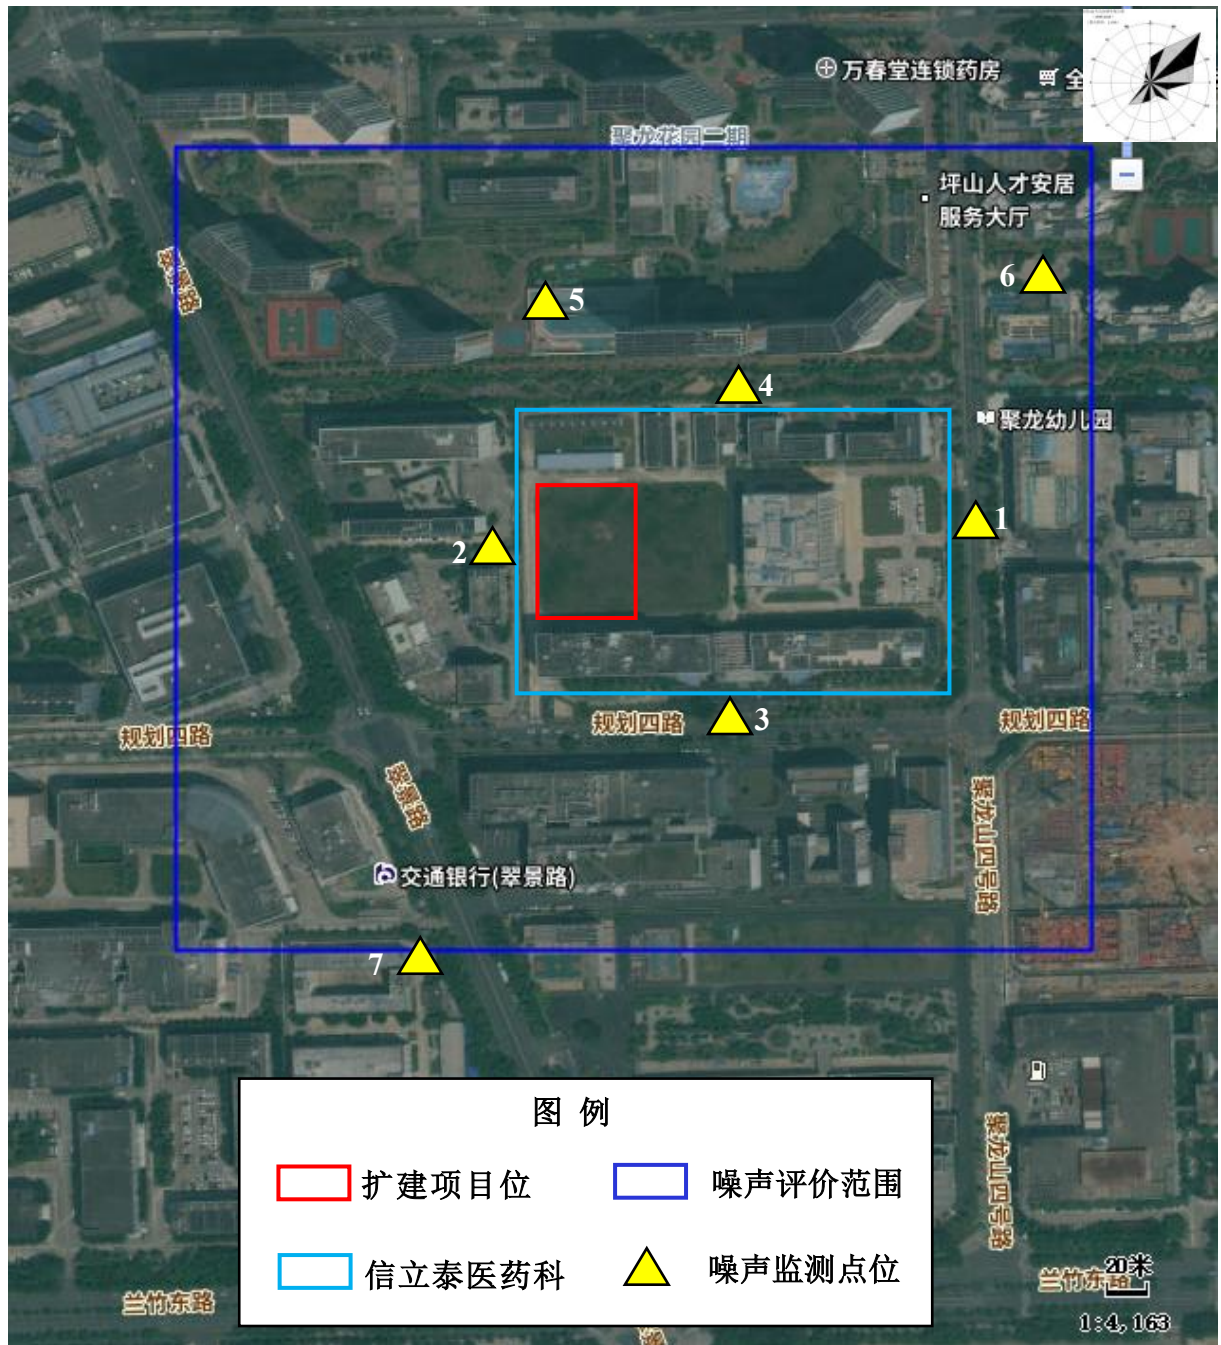 万春堂连锁药房
全
聚龙花园二期
坪山人才安居
服务大厅
翠景路
6
5
4
聚龙幼儿园
1
2
3
规划四路
规划四路
规划四路
翠景路
聚龙山四号路
交通银行(翠景路)
7
图 例
扩建项目位
噪声评价范围
信立泰医药科
噪声监测点位
聚龙山四号路
兰竹东路
兰竹东路
20米
1:4,163